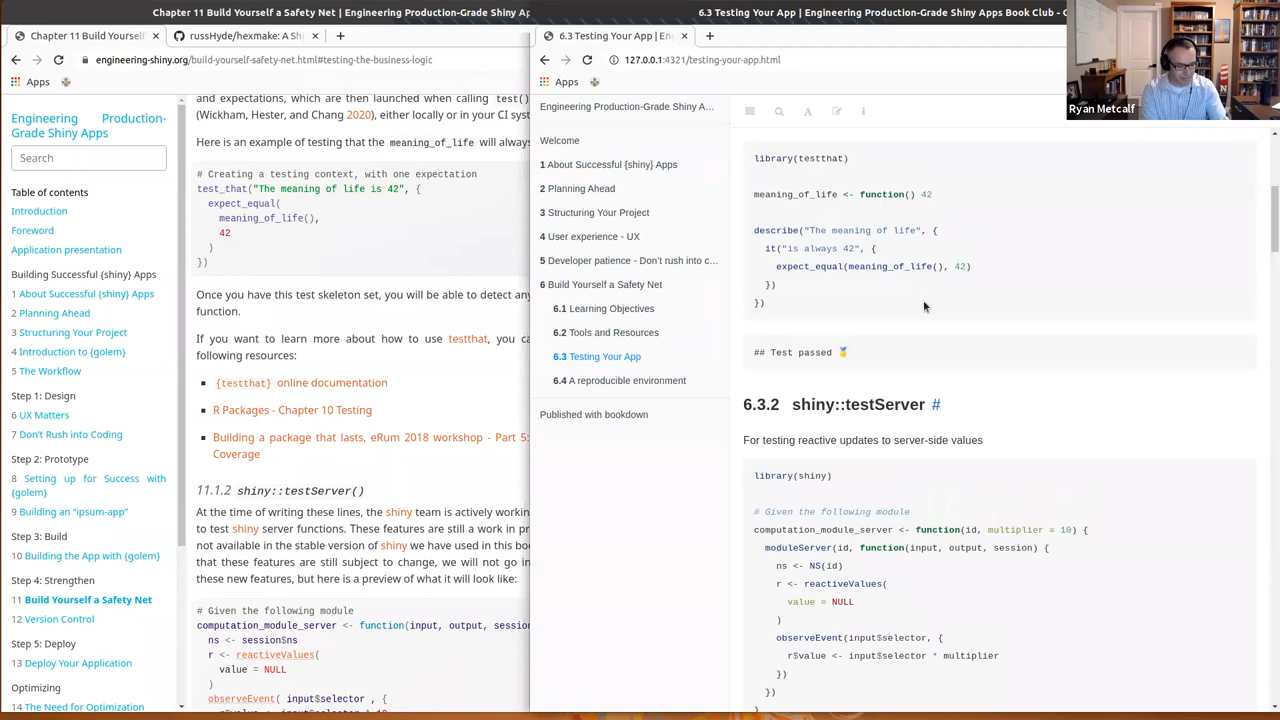 Chapter 11 Build Yourself a Safety Net | Engineering Production-Grade Shiny Ap
Chapter 11 Build Yourself
russHyde/hexmake: A Shi
engineering-shiny.org/build-yourself-safety-net.html#testing-the-business-logic
Apps
Engineering Production-
Grade Shiny Apps
Search
Table of contents
Introduction
Foreword
Application presentation
Building Successful {shiny} Apps
1 About Successful {shiny} Apps
2 Planning Ahead
3 Structuring Your Project
4 Introduction to {golem}
5 The Workflow
Step 1: Design
6 UX Matters
7 Don't Rush into Coding
Step 2: Prototype
8 Setting up for Success with
{golem}
9 Building an "ipsum-app"
Step 3: Build
10 Building the App with {golem}
Step 4: Strengthen
11 Build Yourself a Safety Net
12 Version Control
Step 5: Deploy
13 Deploy Your Application
Optimizing
14 The Need for Optimization
and expectations, which are then launched when calling test()
(Wickham, Hester, and Chang 2020), either locally or in your CI syst
Here is an example of testing that the meaning_of_life will always
# Creating a testing context, with one expectation
test_that("The meaning of life is 42", {
expect_equal(
meaning_of_life(),
42
)
})
Once you have this test skeleton set, you will be able to detect any
function.
If you want to learn more about how to use testthat, you ca
following resources:
{testthat} online documentation
R Packages - Chapter 10 Testing
Building a package that lasts, eRum 2018 workshop - Part 5:
Coverage
11.1.2 shiny::testServer()
At the time of writing these lines, the shiny team is actively workin
to test shiny server functions. These features are still a work in pr
not available in the stable version of shiny we have used in this bo
that these features are still subject to change, we will not go in
these new features, but here is a preview of what it will look like:
# Given the following module
computation_module_server <- function(input, output, session
ns <- session$ns
r <- reactiveValues(
value = NULL
)
observeEvent( input$selector , {
6.3 Testing Your App | Engineering Production-Grade Shiny Apps Book Club - G
6.3 Testing Your App | En
127.0.0.1:4321/testing-your-app.html
Apps
Engineering Production-Grade Shiny A...
Welcome
1 About Successful {shiny} Apps
2 Planning Ahead
3 Structuring Your Project
4 User experience - UX
5 Developer patience - Don't rush into c...
6 Build Yourself a Safety Net
6.1 Learning Objectives
6.2 Tools and Resources
6.3 Testing Your App
6.4 A reproducible environment
Published with bookdown
library(testthat)
meaning_of_life <- function() 42
describe("The meaning of life", {
it("is always 42", {
expect_equal(meaning_of_life(), 42)
})
})
## Test passed 🥇
6.3.2 shiny::testServer #
For testing reactive updates to server-side values
library(shiny)
# Given the following module
computation_module_server <- function(id, multiplier = 10) {
moduleServer(id, function(input, output, session) {
ns <- NS(id)
r <- reactiveValues(
value = NULL
)
observeEvent(input$selector, {
r$value <- input$selector * multiplier
})
})
}
Ryan Metcalf